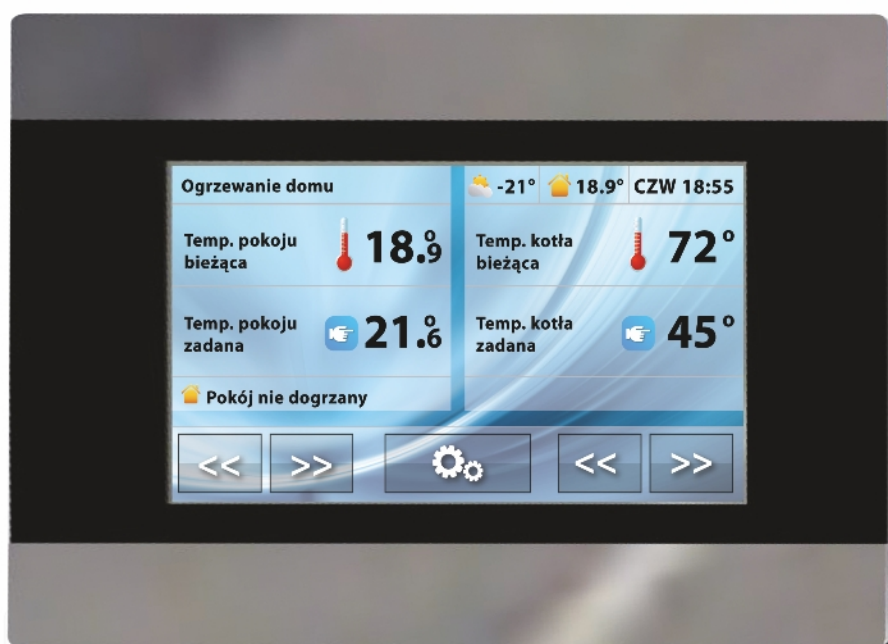 Ogrzewanie domu
-21° 18.9° CZW 18:55
Temp. pokoju
bieżąca
18.9°
Temp. kotła
bieżąca
72°
Temp. pokoju
zadana
21.6°
Temp. kotła
zadana
45°
Pokój nie dogrzany
<< >> << >>